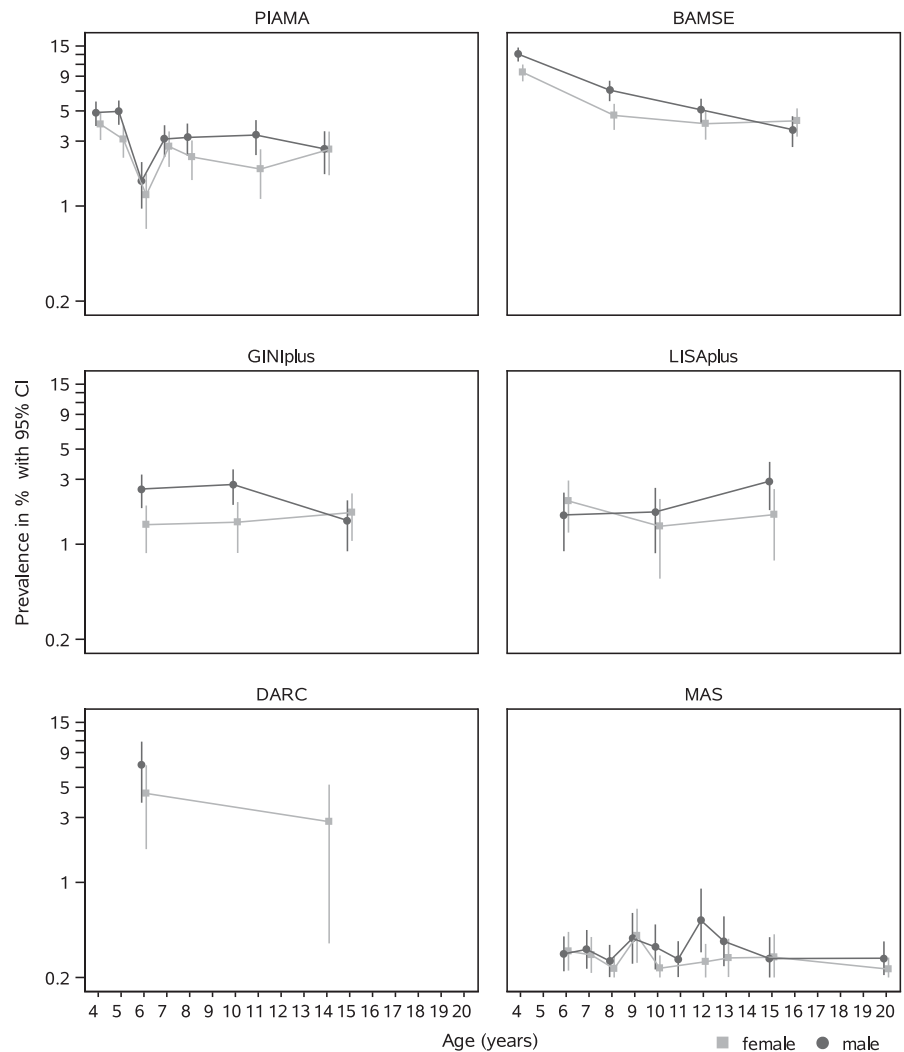 PIAMA BAMSE
15
9
5
3
1
0.2
GINIplus LISAplus
15
9
5
3
1
0.2
Prevalence in % with 95% CI
DARC MAS
15
9
5
3
1
0.2
4 5 6 7 8 9 10 11 12 13 14 15 16 17 18 19 20 4 5 6 7 8 9 10 11 12 13 14 15 16 17 18 19 20
Age (years)
female male